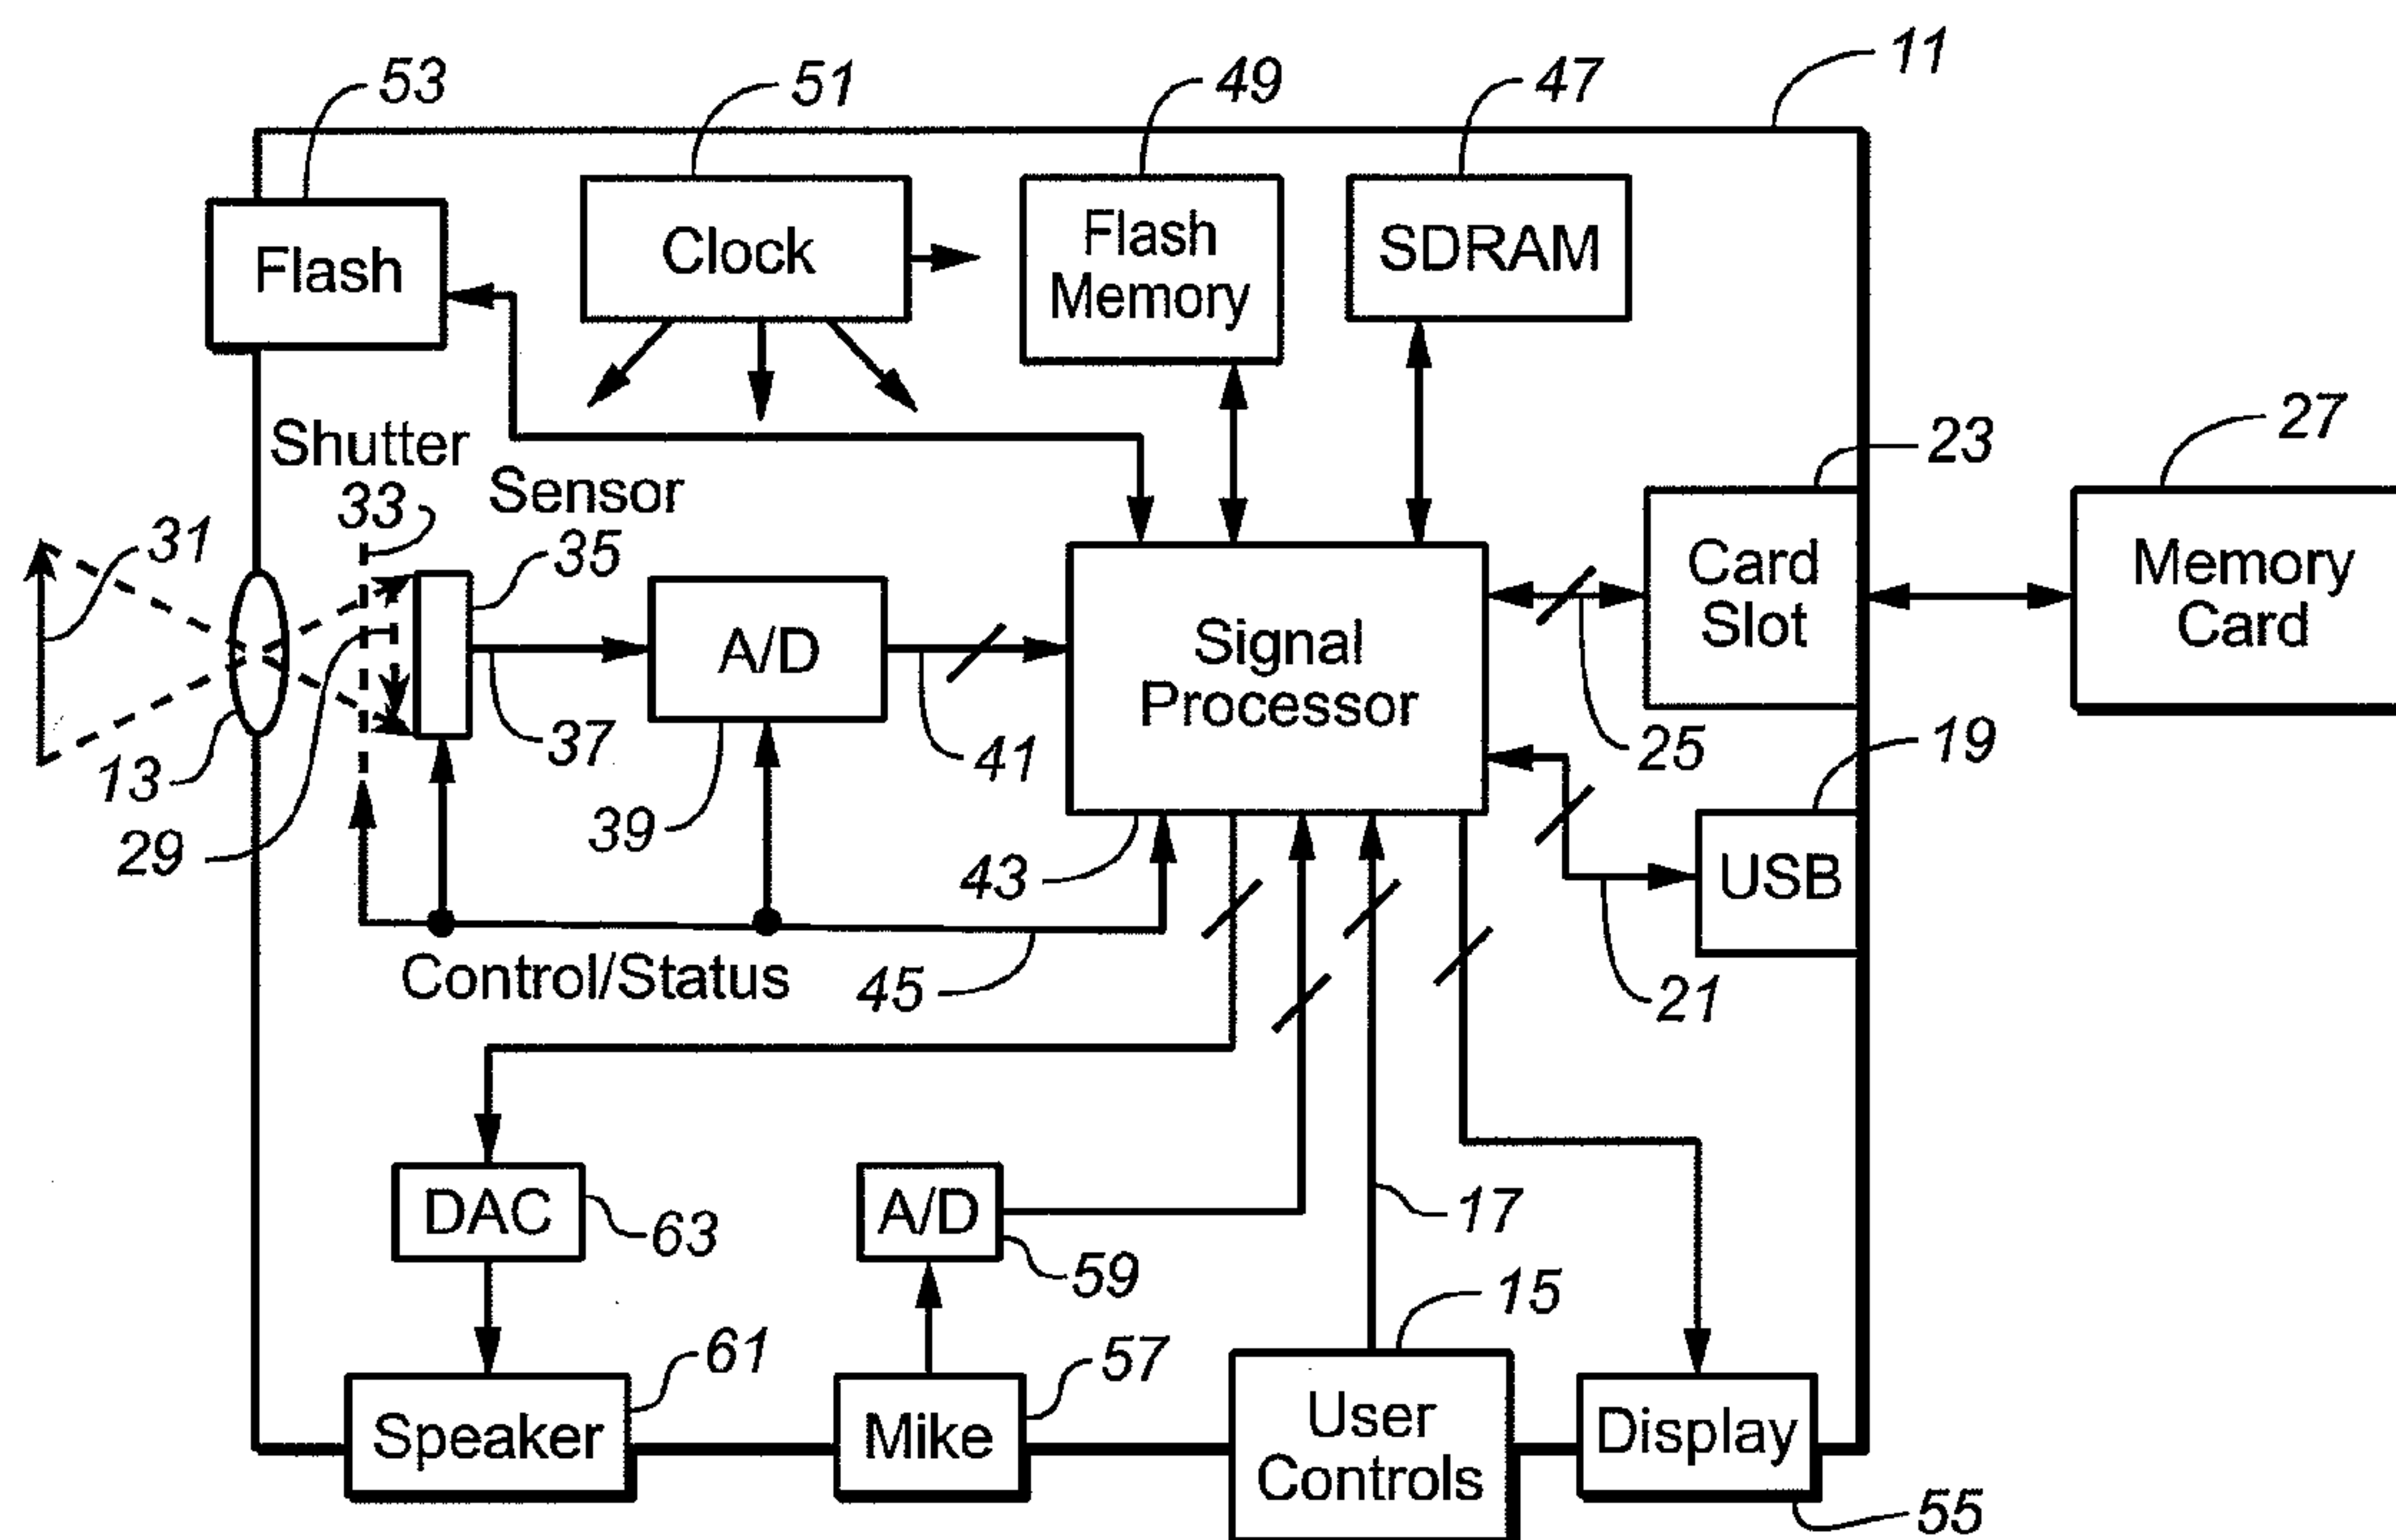 11
53
51
49
47
Flash
Clock
Flash
Memory
SDRAM
Shutter
33
Sensor
35
31
23
27
Card
Slot
Memory
Card
A/D
Signal
Processor
13
29
37
39
41
43
25
19
USB
21
Control/Status
45
DAC
63
A/D
59
17
15
61
57
Speaker
Mike
User
Controls
Display
55